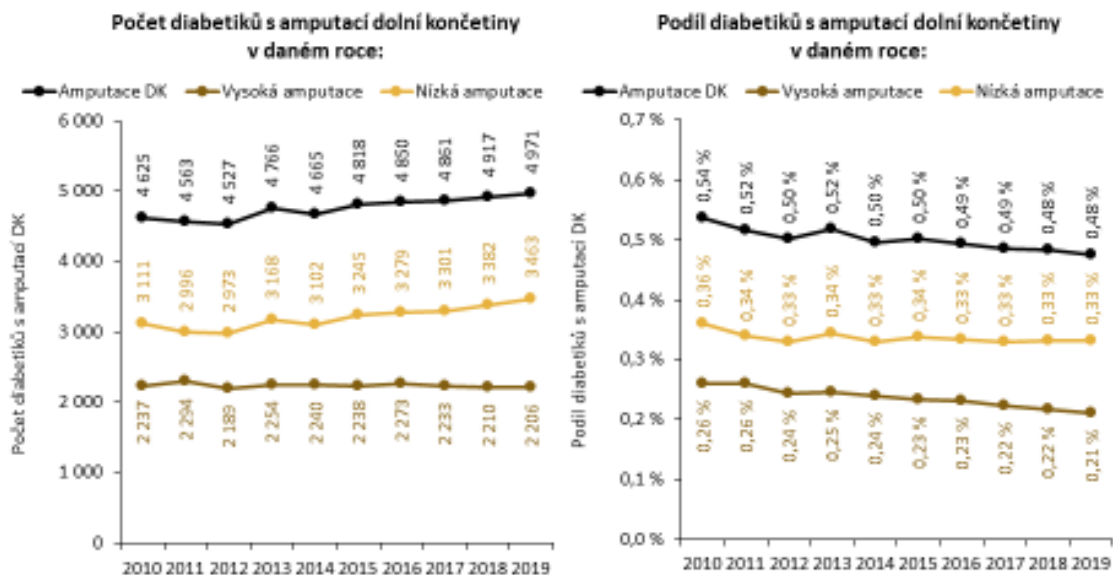 Počet diabetiků s amputací dolní končetiny
v daném roce:
Amputace DK Vysoká amputace Nízká amputace
Počet diabetiků s amputací DK
6 000
5 000
4 000
3 000
2 000
1 000
0
4 625 4 563 4 527 4 766 4 665 4 818 4 850 4 861 4 917 4 971
3 111 2 996 2 973 3 168 3 102 3 245 3 279 3 301 3 382 3 463
2 237 2 294 2 189 2 254 2 240 2 238 2 273 2 233 2 210 2 206
2010 2011 2012 2013 2014 2015 2016 2017 2018 2019
Podíl diabetiků s amputací dolní končetiny
v daném roce:
Amputace DK Vysoká amputace Nízká amputace
Podíl diabetiků s amputací DK
0,7 %
0,6 %
0,5 %
0,4 %
0,3 %
0,2 %
0,1 %
0,0 %
0,54 % 0,52 % 0,50 % 0,52 % 0,50 % 0,50 % 0,49 % 0,49 % 0,48 % 0,48 %
0,36 % 0,34 % 0,33 % 0,34 % 0,33 % 0,34 % 0,33 % 0,33 % 0,33 % 0,33 %
0,26 % 0,26 % 0,24 % 0,25 % 0,24 % 0,23 % 0,23 % 0,22 % 0,22 % 0,21 %
2010 2011 2012 2013 2014 2015 2016 2017 2018 2019